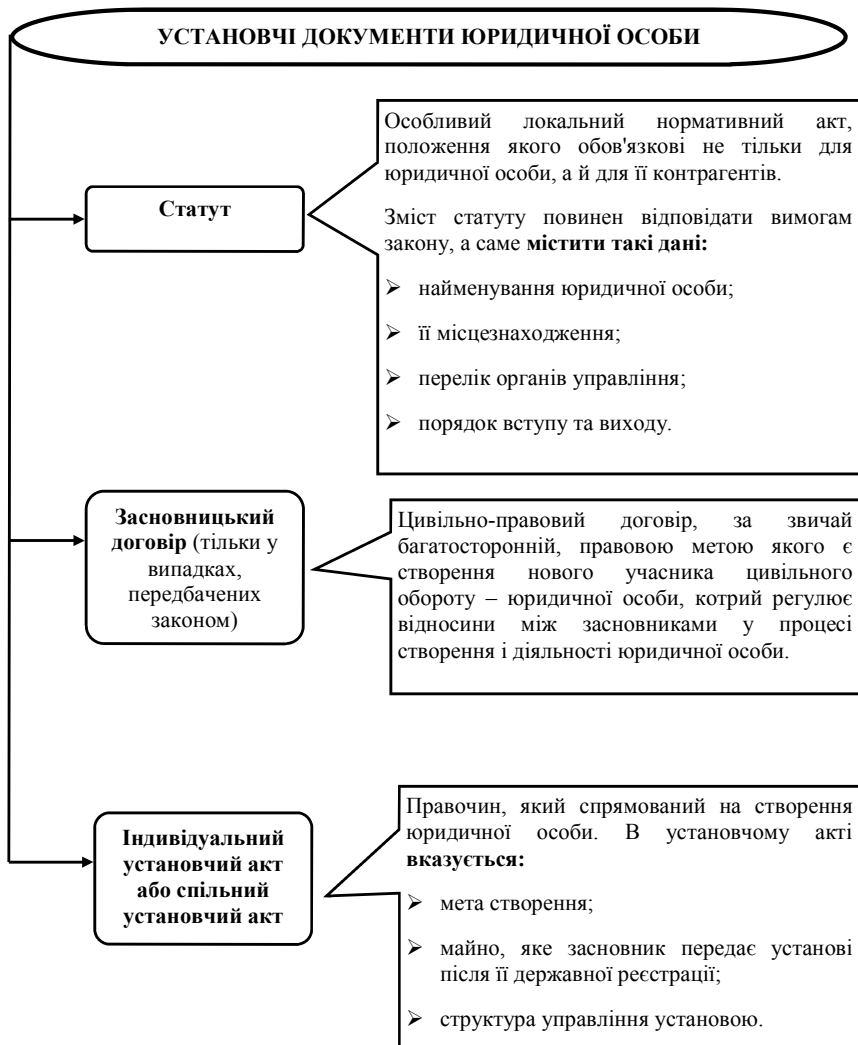 УСТАНОВЧІ ДОКУМЕНТИ ЮРИДИЧНОЇ ОСОБИ
Статут
Особливий локальний нормативний акт,
положення якого обов'язкові не тільки для
юридичної особи, а й для її контрагентів.
Зміст статуту повинен відповідати вимогам
закону, а саме містити такі дані:
➢ найменування юридичної особи;
➢ її місцезнаходження;
➢ перелік органів управління;
➢ порядок вступу та виходу.
Засновницький
договір (тільки у
випадках,
передбачених
законом)
Цивільно-правовий договір, за звичай
багатосторонній, правовою метою якого є
створення нового учасника цивільного
обороту – юридичної особи, котрий регулює
відносини між засновниками у процесі
створення і діяльності юридичної особи.
Індивідуальний
установчий акт
або спільний
установчий акт
Правочин, який спрямований на створення
юридичної особи. В установчому акті
вказується:
➢ мета створення;
➢ майно, яке засновник передає установі
після її державної реєстрації;
➢ структура управління установою.